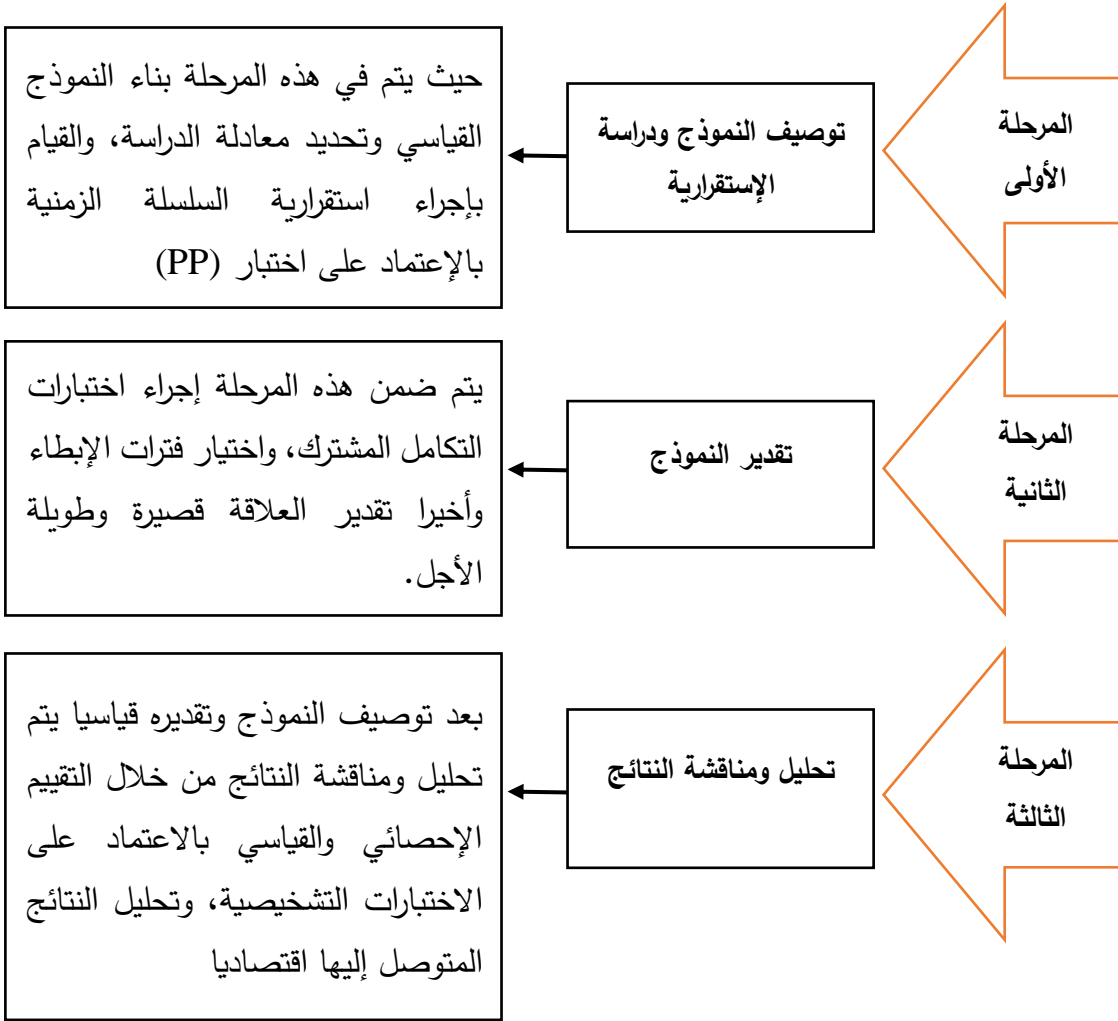 المرحلة
الأولى
توصيف النموذج ودراسة
الإستقرارية
حيث يتم في هذه المرحلة بناء النموذج
القياسي وتحديد معادلة الدراسة، والقيام
بإجراء استقرارية السلسلة الزمنية
بالإعتماد على اختبار (PP)
المرحلة
الثانية
تقدير النموذج
يتم ضمن هذه المرحلة إجراء اختبارات
التكامل المشترك، واختيار فترات الإبطاء
وأخيرا تقدير العلاقة قصيرة وطويلة
الأجل.
المرحلة
الثالثة
تحليل ومناقشة النتائج
بعد توصيف النموذج وتقديره قياسيا يتم
تحليل ومناقشة النتائج من خلال التقييم
الإحصائي والقياسي بالاعتماد على
الاختبارات التشخيصية، وتحليل النتائج
المتوصل إليها اقتصاديا